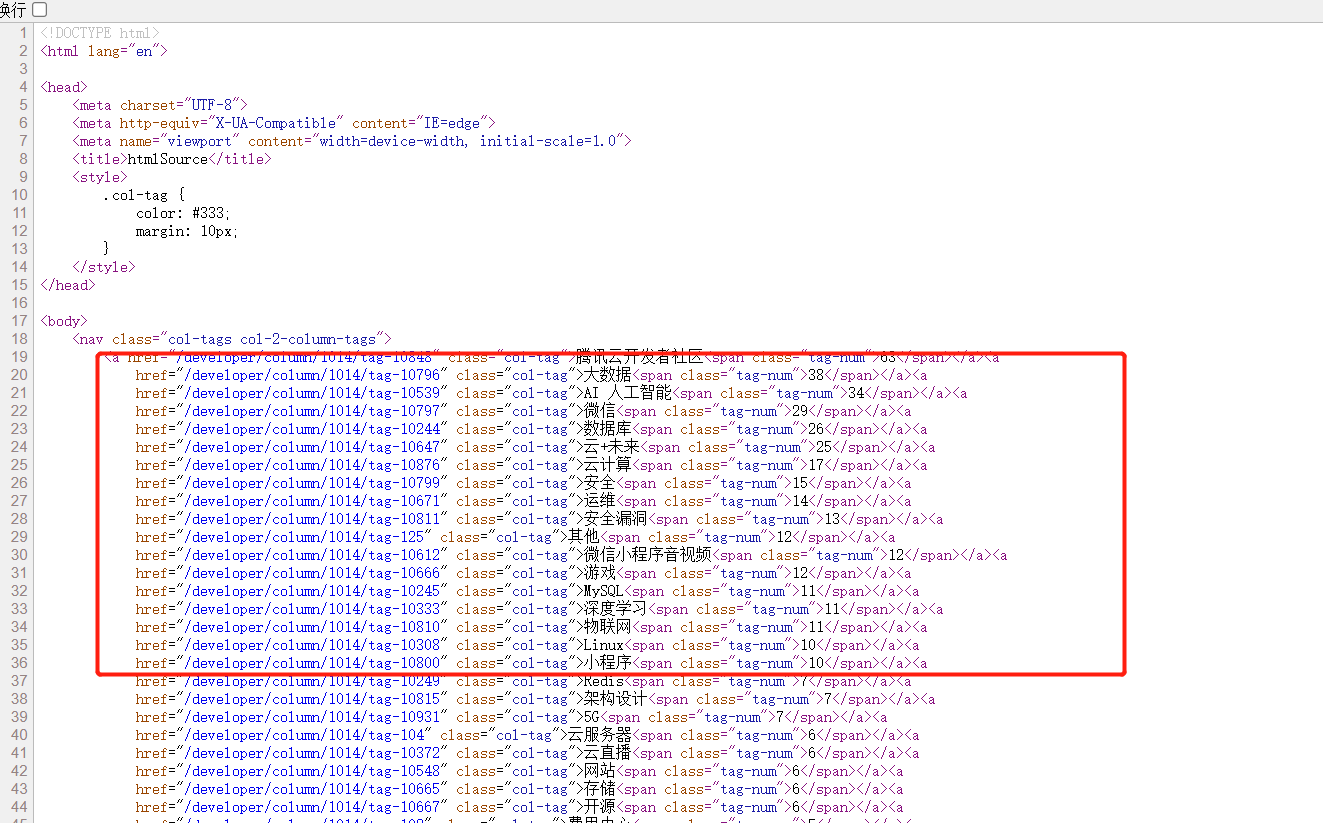 换行
1 <!DOCTYPE html>
2 <html lang="en">
3
4 <head>
5 <meta charset="UTF-8">
6 <meta http-equiv="X-UA-Compatible" content="IE=edge">
7 <meta name="viewport" content="width=device-width, initial-scale=1.0">
8 <title>htmlSource</title>
9 <style>
10 .col-tag {
11 color: #333;
12 margin: 10px;
13 }
14 </style>
15 </head>
16
17 <body>
18 <nav class="col-tags col-2-column-tags">
19 <a href="/developer/column/1014/tag-10848" class="col-tag">腾讯云开发者社区<span class="tag-num">63</span></a><a
20 href="/developer/column/1014/tag-10796" class="col-tag">大数据<span class="tag-num">38</span></a><a
21 href="/developer/column/1014/tag-10539" class="col-tag">AI 人工智能<span class="tag-num">34</span></a><a
22 href="/developer/column/1014/tag-10797" class="col-tag">微信<span class="tag-num">29</span></a><a
23 href="/developer/column/1014/tag-10244" class="col-tag">数据库<span class="tag-num">26</span></a><a
24 href="/developer/column/1014/tag-10647" class="col-tag">云+未来<span class="tag-num">25</span></a><a
25 href="/developer/column/1014/tag-10876" class="col-tag">云计算<span class="tag-num">17</span></a><a
26 href="/developer/column/1014/tag-10799" class="col-tag">安全<span class="tag-num">15</span></a><a
27 href="/developer/column/1014/tag-10671" class="col-tag">运维<span class="tag-num">14</span></a><a
28 href="/developer/column/1014/tag-10811" class="col-tag">安全漏洞<span class="tag-num">13</span></a><a
29 href="/developer/column/1014/tag-125" class="col-tag">其他<span class="tag-num">12</span></a><a
30 href="/developer/column/1014/tag-10612" class="col-tag">微信小程序音视频<span class="tag-num">12</span></a><a
31 href="/developer/column/1014/tag-10666" class="col-tag">游戏<span class="tag-num">12</span></a><a
32 href="/developer/column/1014/tag-10245" class="col-tag">MySQL<span class="tag-num">11</span></a><a
33 href="/developer/column/1014/tag-10333" class="col-tag">深度学习<span class="tag-num">11</span></a><a
34 href="/developer/column/1014/tag-10810" class="col-tag">物联网<span class="tag-num">11</span></a><a
35 href="/developer/column/1014/tag-10308" class="col-tag">Linux<span class="tag-num">10</span></a><a
36 href="/developer/column/1014/tag-10800" class="col-tag">小程序<span class="tag-num">10</span></a><a
37 href="/developer/column/1014/tag-10249" class="col-tag">Redis<span class="tag-num">7</span></a><a
38 href="/developer/column/1014/tag-10815" class="col-tag">架构设计<span class="tag-num">7</span></a><a
39 href="/developer/column/1014/tag-10931" class="col-tag">5G<span class="tag-num">7</span></a><a
40 href="/developer/column/1014/tag-104" class="col-tag">云服务器<span class="tag-num">6</span></a><a
41 href="/developer/column/1014/tag-10372" class="col-tag">云直播<span class="tag-num">6</span></a><a
42 href="/developer/column/1014/tag-10548" class="col-tag">网站<span class="tag-num">6</span></a><a
43 href="/developer/column/1014/tag-10665" class="col-tag">存储<span class="tag-num">6</span></a><a
44 href="/developer/column/1014/tag-10667" class="col-tag">开源<span class="tag-num">6</span></a><a